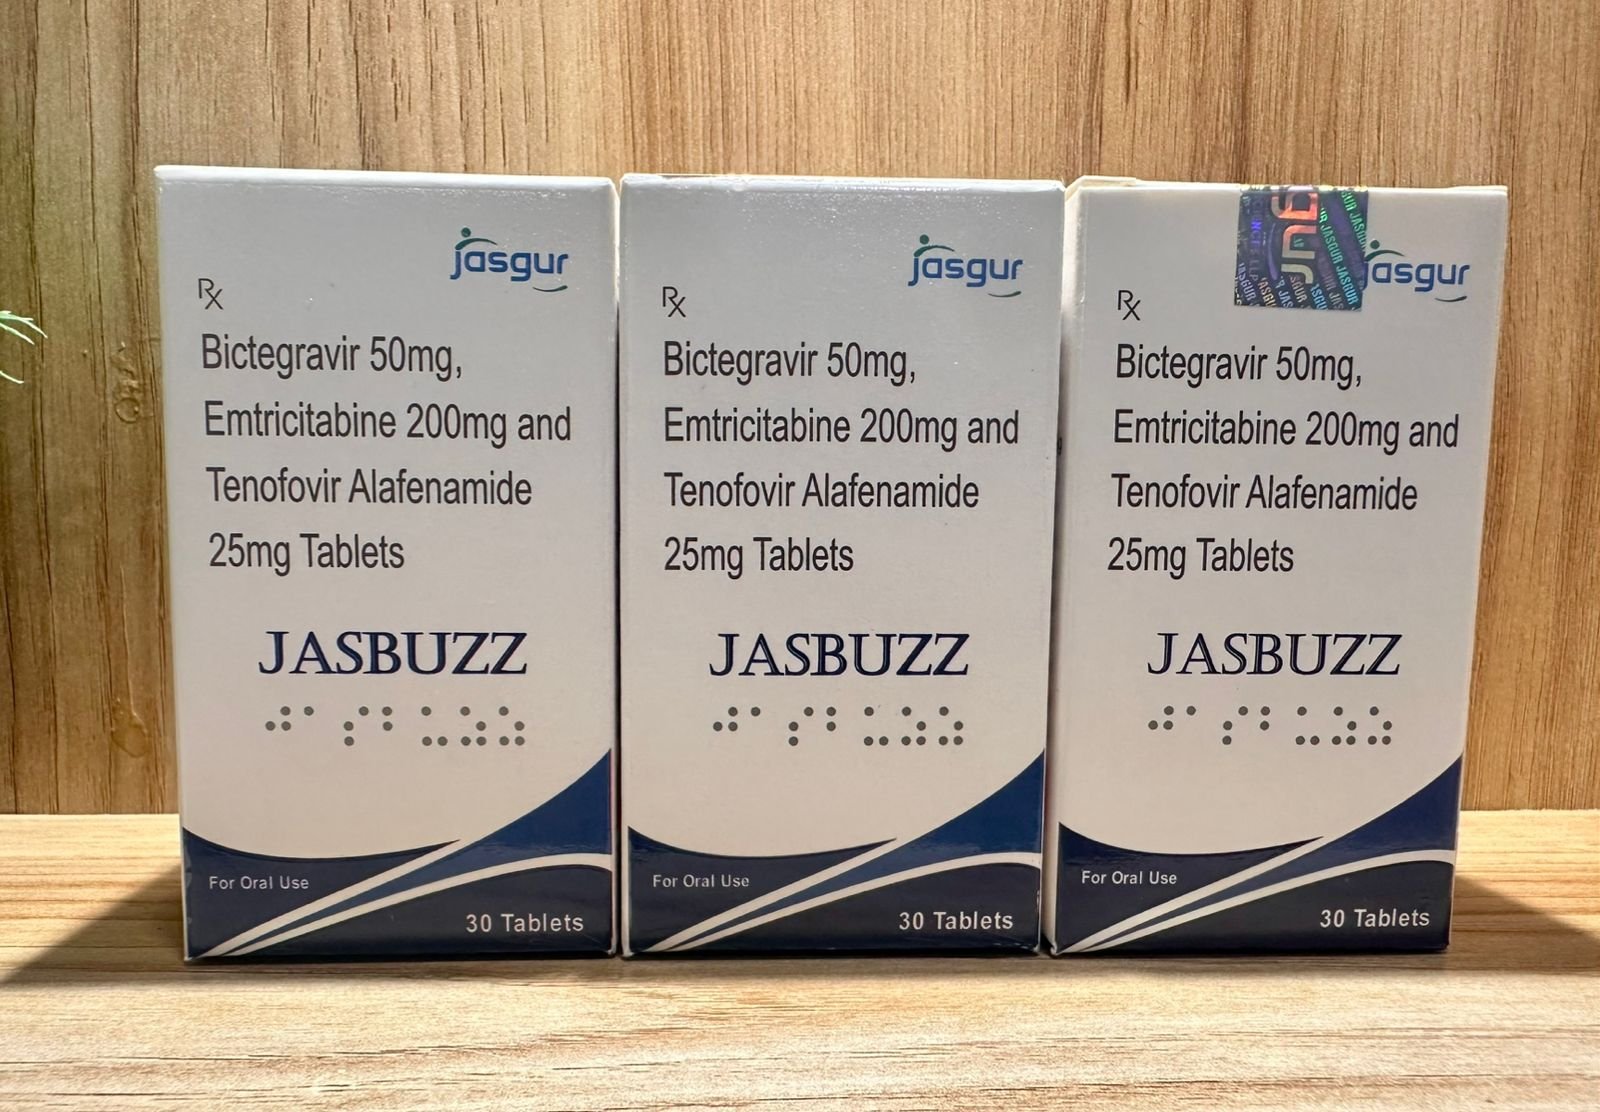 jasgur
Rx
Bictegravir 50mg,
Emtricitabine 200mg and
Tenofovir Alafenamide
25mg Tablets
JASBUZZ
For Oral Use
30 Tablets
jasgur
Rx
Bictegravir 50mg,
Emtricitabine 200mg and
Tenofovir Alafenamide
25mg Tablets
JASBUZZ
For Oral Use
30 Tablets
JASGUR JASGUR
jasgur
Rx
Bictegravir 50mg,
Emtricitabine 200mg and
Tenofovir Alafenamide
25mg Tablets
JASBUZZ
For Oral Use
30 Tablets